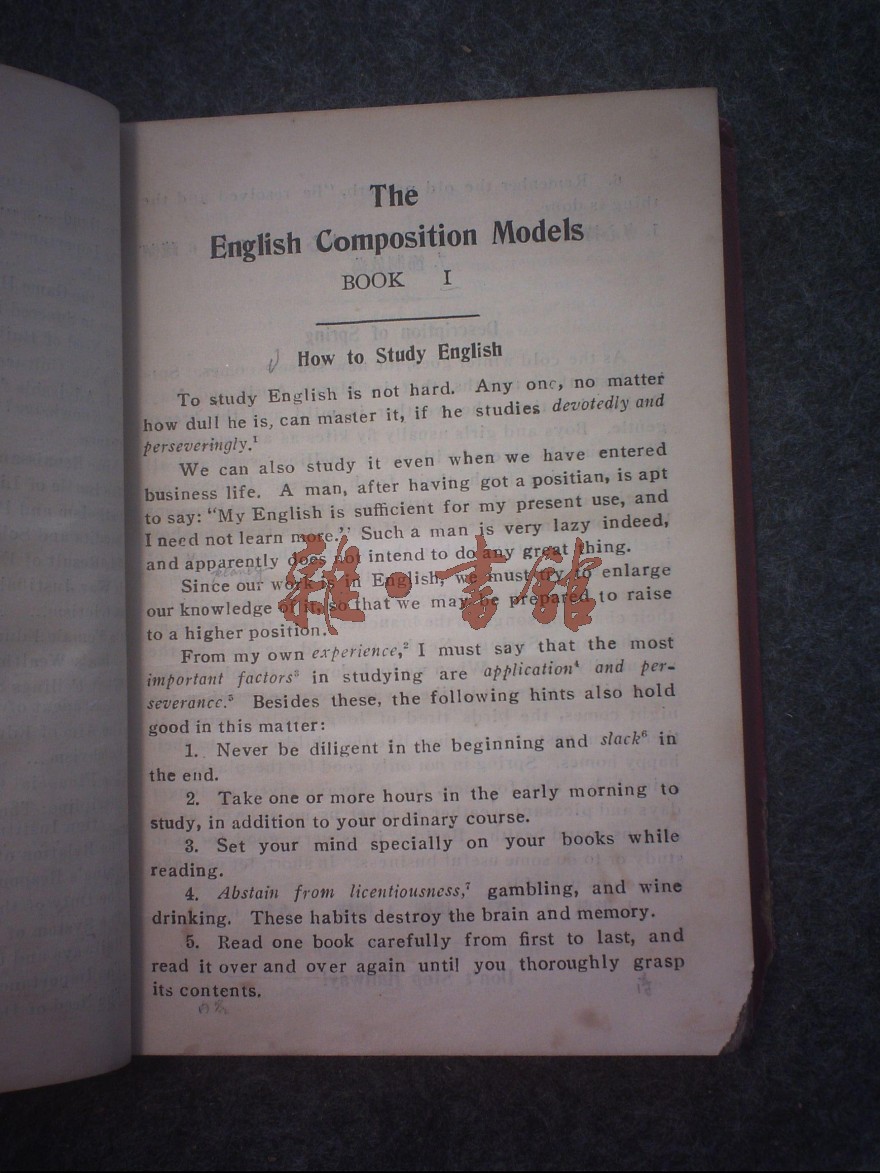 The
English Composition Models
BOOK I
How to Study English
To study English is not hard. Any one, no matter
how dull he is, can master it, if he studies devotedly and
perseveringly.¹
We can also study it even when we have entered
business life. A man, after having got a positian, is apt
to say: "My English is sufficient for my present use, and
I need not learn more." Such a man is very lazy indeed,
and apparently does not intend to do any great thing.
Since our work is in English, we must try to enlarge
our knowledge of it, so that we may be prepared to raise
to a higher position.
From my own experience,² I must say that the most
important factors³ in studying are application⁴ and per-
severance.⁵ Besides these, the following hints also hold
good in this matter:
1. Never be diligent in the beginning and slack⁶ in
the end.
2. Take one or more hours in the early morning to
study, in addition to your ordinary course.
3. Set your mind specially on your books while
reading.
4. Abstain from licentiousness,⁷ gambling, and wine
drinking. These habits destroy the brain and memory.
5. Read one book carefully from first to last, and
read it over and over again until you thoroughly grasp
its contents.
雜·書館